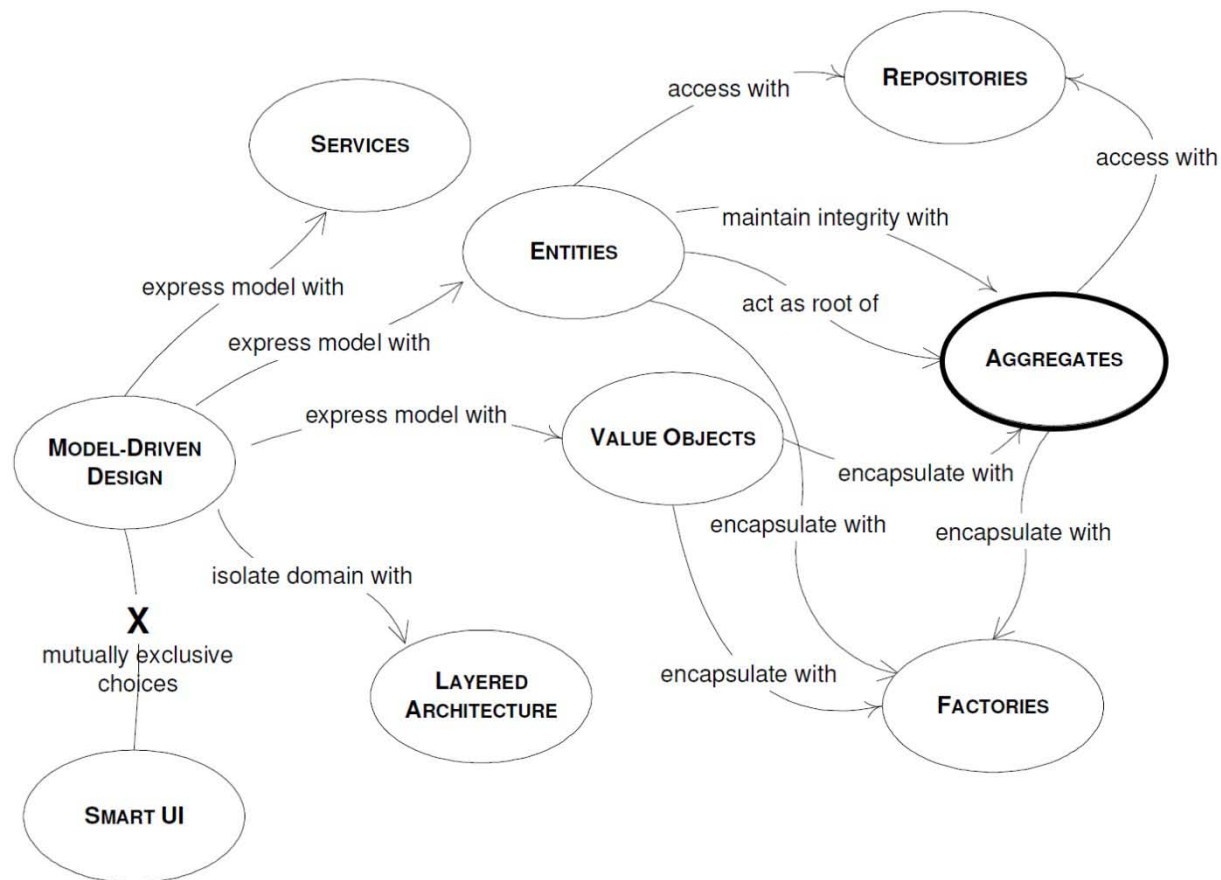 REPOSITORIES
access with
SERVICES
access with
maintain integrity with
ENTITIES
express model with
act as root of
express model with
AGGREGATES
express model with
VALUE OBJECTS
MODEL-DRIVEN
DESIGN
encapsulate with
encapsulate with
encapsulate with
isolate domain with
X
mutually exclusive
choices
encapsulate with
LAYERED
ARCHITECTURE
FACTORIES
SMART UI